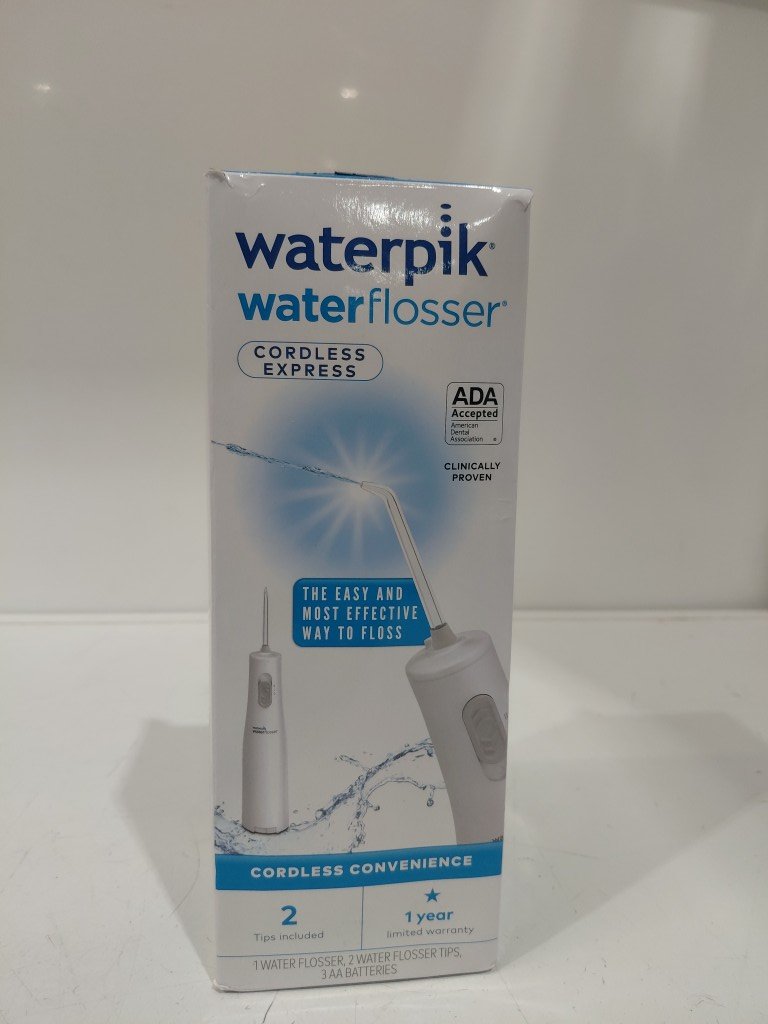 waterpik®
waterflosser®
CORDLESS
EXPRESS
ADA
Accepted
American
Dental
Association ®
CLINICALLY
PROVEN
THE EASY AND
MOST EFFECTIVE
WAY TO FLOSS
waterpik
waterflosser
CORDLESS CONVENIENCE
2
Tips included
1 year
limited warranty
1 WATER FLOSSER, 2 WATER FLOSSER TIPS,
3 AA BATTERIES